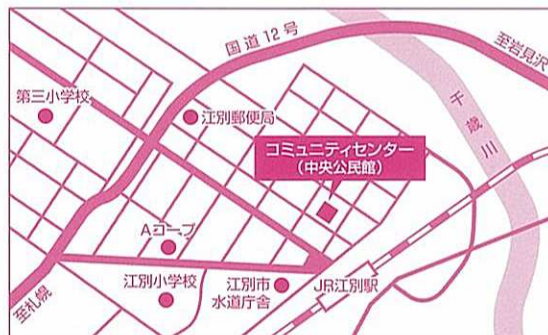 国道12号
至岩見沢
千歳川
第三小学校
江別郵便局
コミュニティセンター
(中央公民館)
Aコープ
江別小学校
江別市
水道庁舎
JR江別駅
至札幌